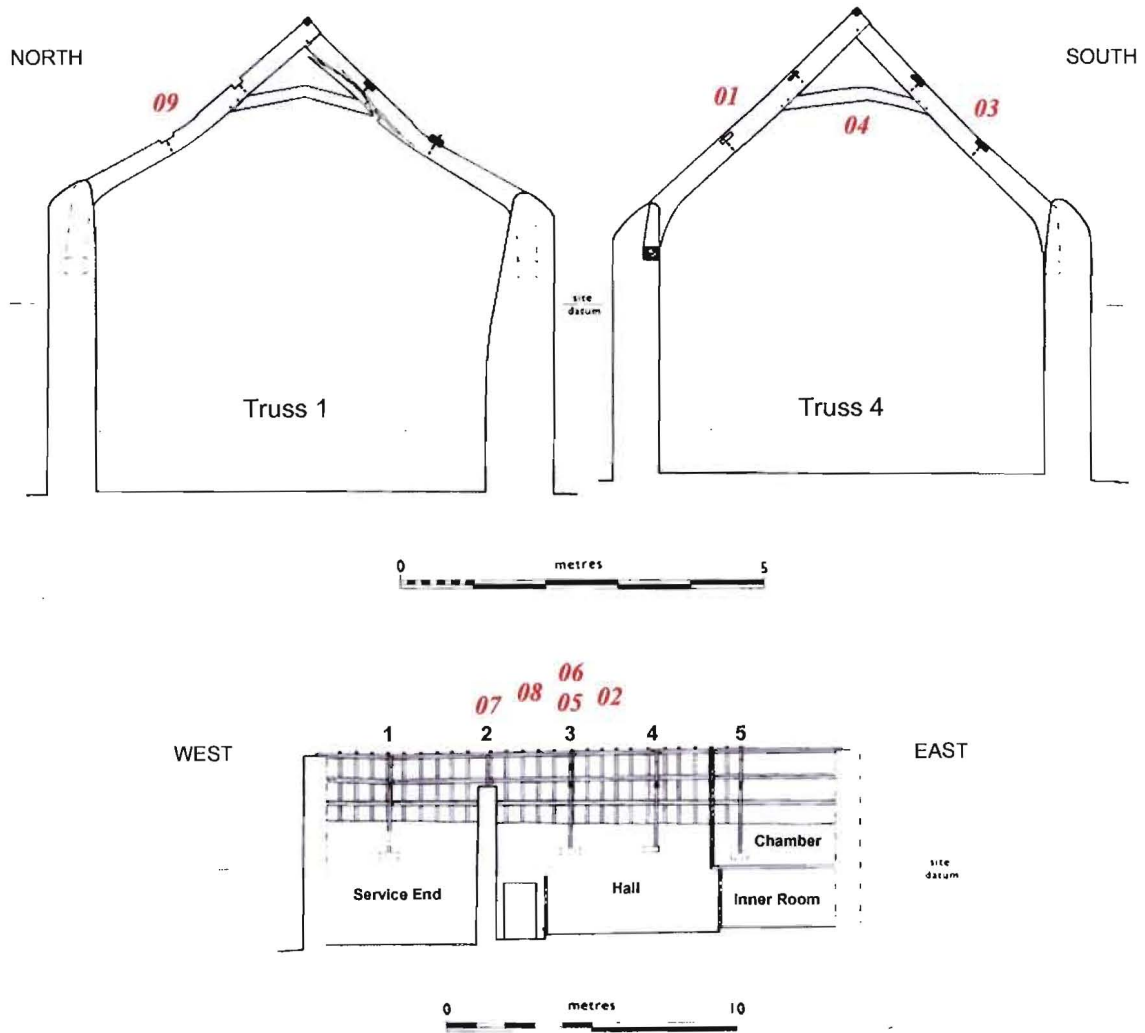 NORTH
SOUTH
09
01
03
04
site
datum
Truss 1
Truss 4
0 metres 5
06
07 08 05 02
WEST 1 2 3 4 5 EAST
Chamber
site
datum
Service End Hall Inner Room
0 metres 10